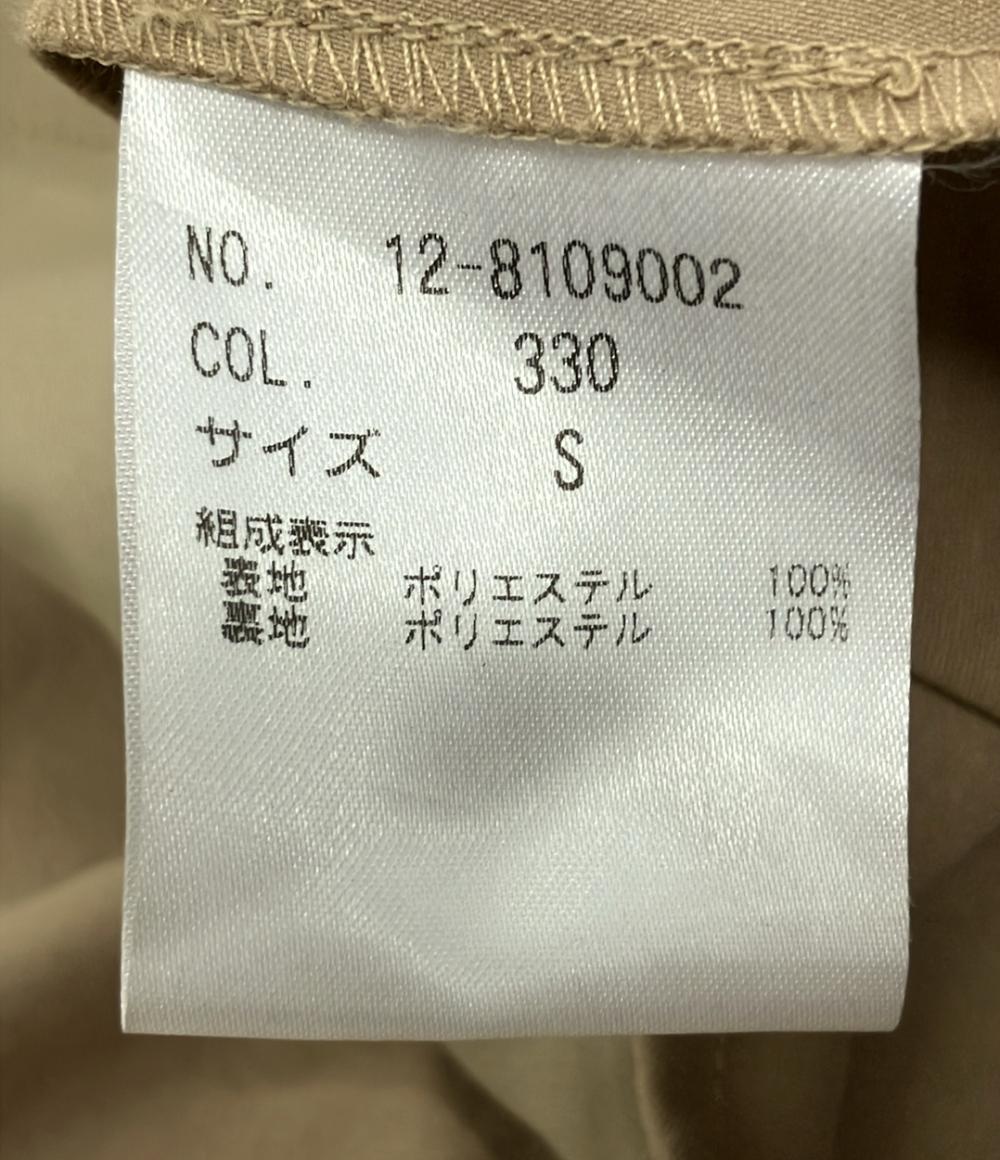 NO. 12-8109002
COL. 330
サイズ S
組成表示
表地 ポリエステル 100%
裏地 ポリエステル 100%